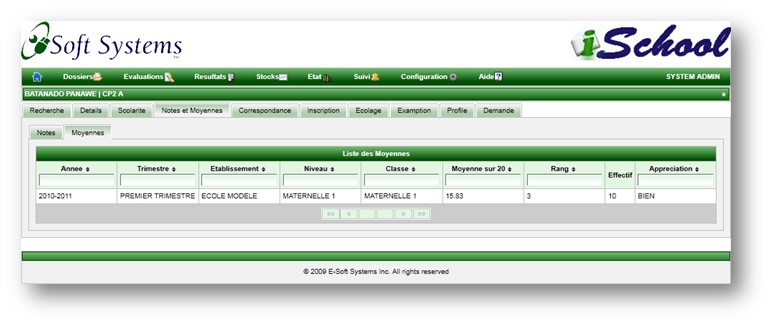 eSoft Systems Inc.
iSchool
Dossiers Evaluations Resultats Stocks Etat Suivi Configuration Aide SYSTEM ADMIN
BATANADO PANAWE | CP2 A »
Recherche Details Scolarite Notes et Moyennes Correspondance Inscription Ecolage Examption Profile Demande
Notes Moyennes
Liste des Moyennes
Annee Trimestre Etablissement Niveau Classe Moyenne sur 20 Rang Effectif Appreciation
2010-2011 PREMIER TRIMESTRE ECOLE MODELE MATERNELLE 1 MATERNELLE 1 15.83 3 10 BIEN
«« « » »»
© 2009 E-Soft Systems Inc. All rights reserved